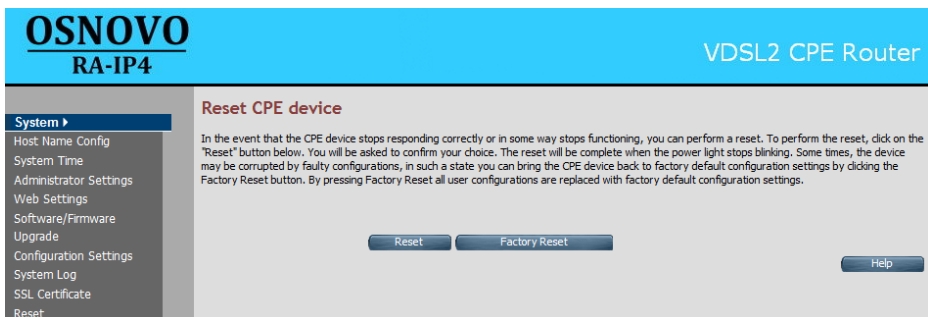 OSNOVO
RA-IP4
VDSL2 CPE Router
System
Host Name Config
System Time
Administrator Settings
Web Settings
Software/Firmware
Upgrade
Configuration Settings
System Log
SSL Certificate
Reset
Reset CPE device
In the event that the CPE device stops responding correctly or in some way stops functioning, you can perform a reset. To perform the reset, click on the
"Reset" button below. You will be asked to confirm your choice. The reset will be complete when the power light stops blinking. Some times, the device
may be corrupted by faulty configurations, in such a state you can bring the CPE device back to factory default configuration settings by clicking the
Factory Reset button. By pressing Factory Reset all user configurations are replaced with factory default configuration settings.
Reset
Factory Reset
Help